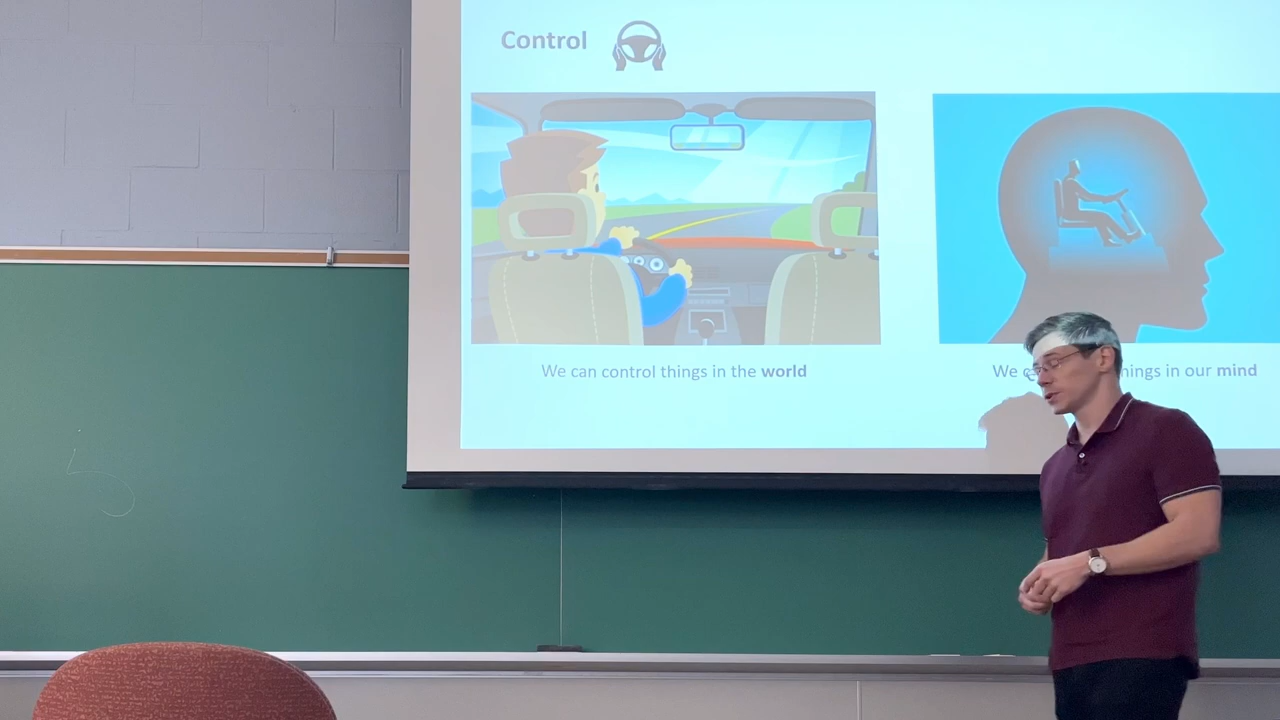 Control
We can control things in the world
We things in our mind